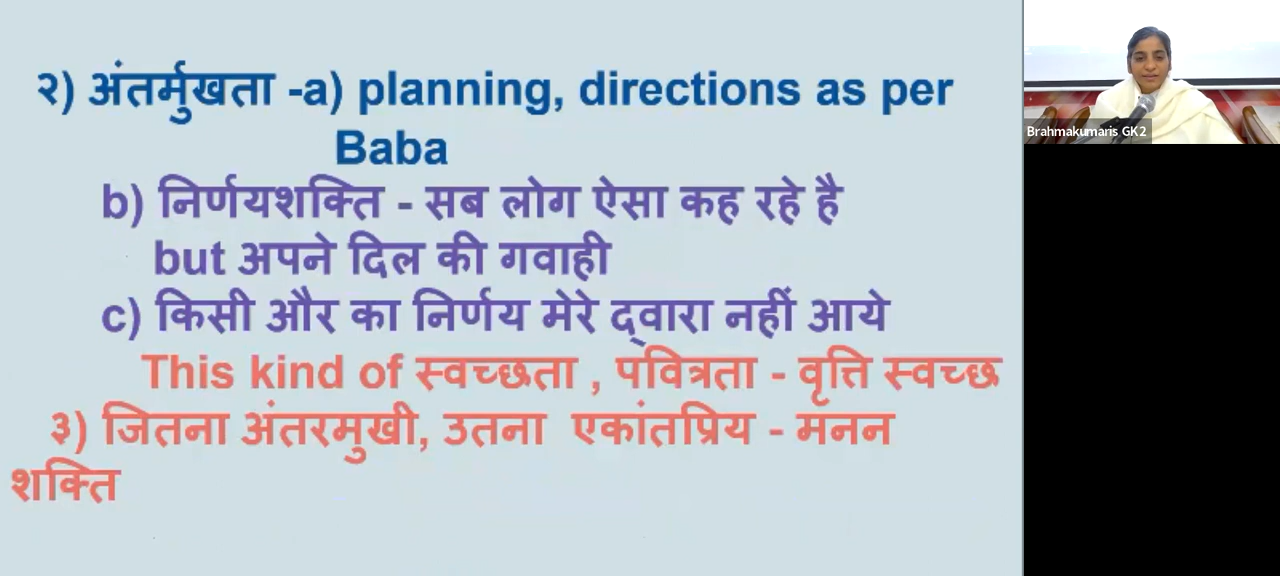 २) अंतर्मुखता -a) planning, directions as per
Baba
b) निर्णयशक्ति - सब लोग ऐसा कह रहे है
but अपने दिल की गवाही
c) किसी और का निर्णय मेरे द्‌वारा नहीं आये
This kind of स्वच्छता , पवित्रता - वृत्ति स्वच्छ
३) जितना अंतरमुखी, उतना एकांतप्रिय - मनन
शक्ति
Brahmakumaris GK2